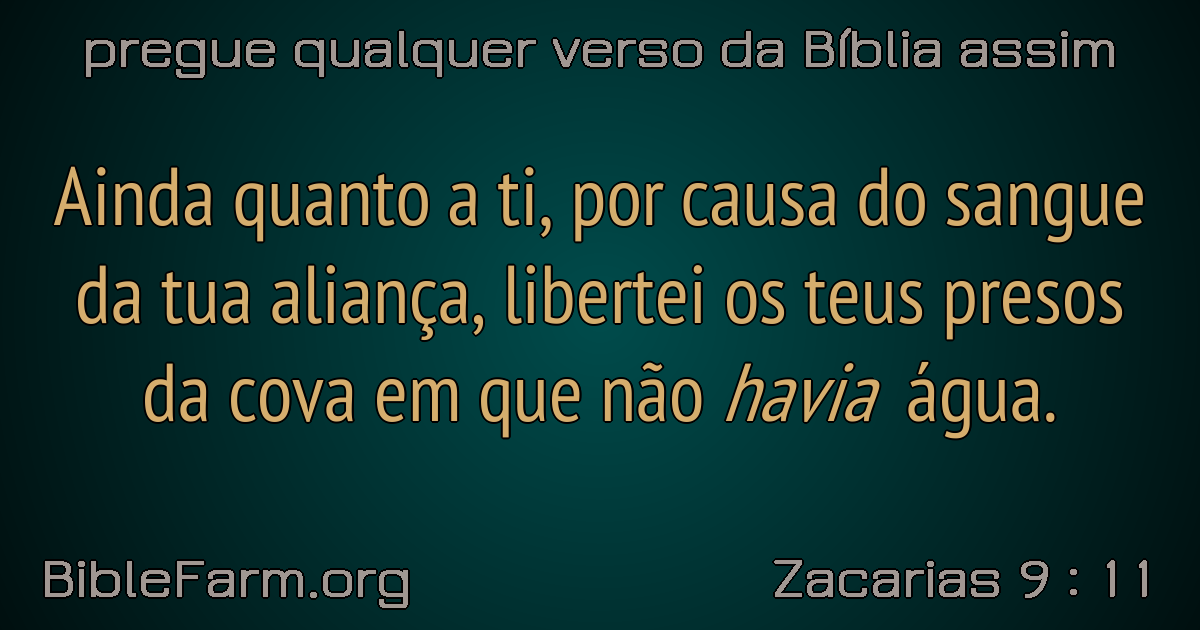 pregue qualquer verso da Bíblia assim
Ainda quanto a ti, por causa do sangue
da tua aliança, libertei os teus presos
da cova em que não havia água.
BibleFarm.org
Zacarias 9 : 11